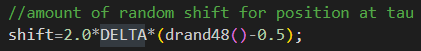 //amount of random shift for position at tau
shift=2.0*DELTA*(drand48()-0.5);